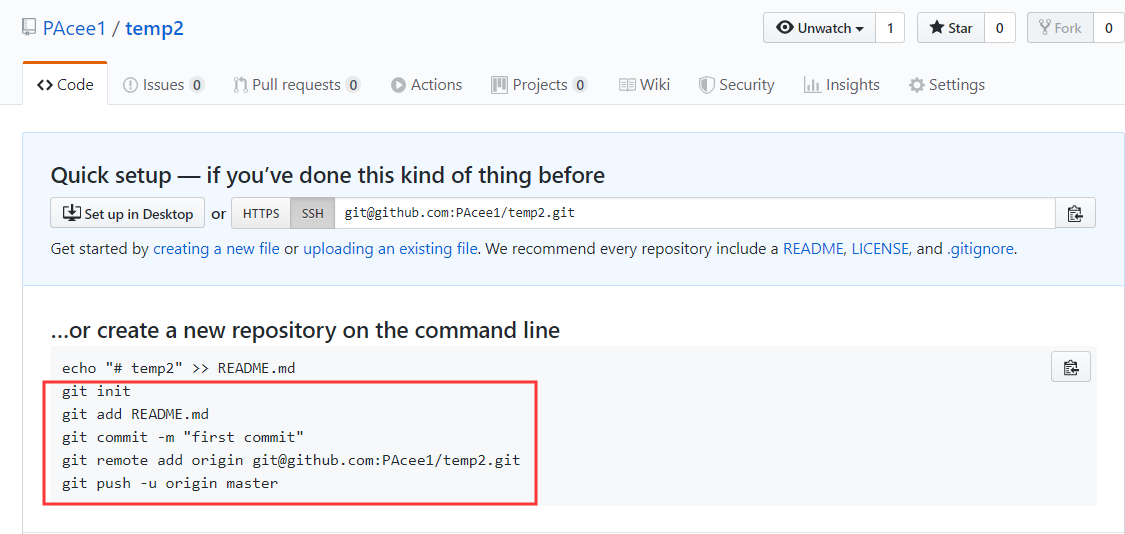 PAcee1 / temp2
Unwatch 1 Star 0 Fork 0
Code Issues 0 Pull requests 0 Actions Projects 0 Wiki Security Insights Settings
Quick setup — if you’ve done this kind of thing before
Set up in Desktop or HTTPS SSH git@github.com:PAcee1/temp2.git
Get started by creating a new file or uploading an existing file. We recommend every repository include a README, LICENSE, and .gitignore.
…or create a new repository on the command line
echo "# temp2" >> README.md
git init
git add README.md
git commit -m "first commit"
git remote add origin git@github.com:PAcee1/temp2.git
git push -u origin master